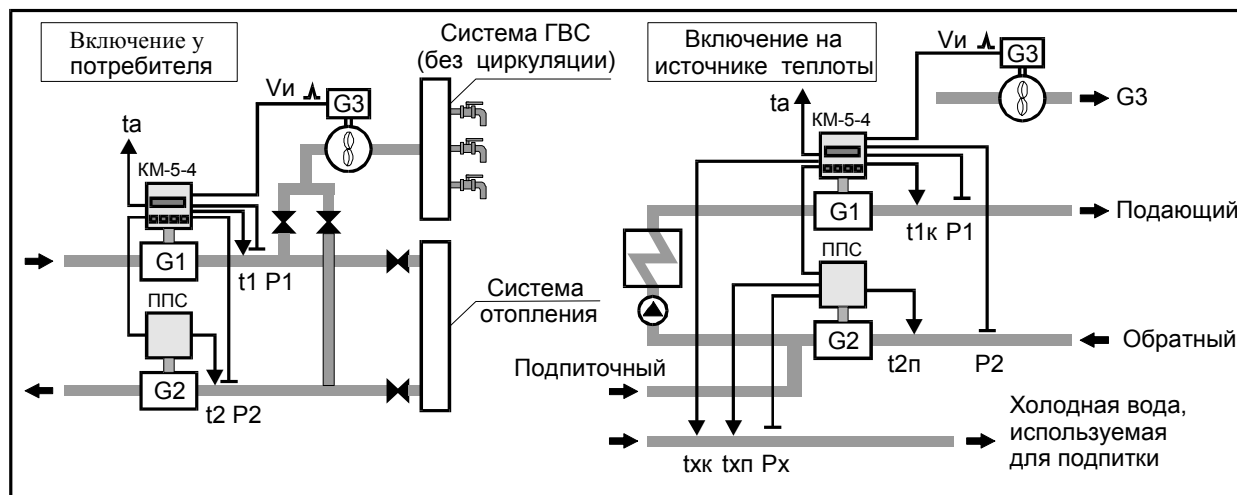 Включение у
потребителя
Система ГВС
(без циркуляции)
Vи
G3
ta
КМ-5-4
G1
t1 P1
ППС
G2
t2 P2
Система
отопления
Включение на
источнике теплоты
Vи
G3
G3
ta
КМ-5-4
G1
Подающий
t1к P1
ППС
G2
Обратный
t2п
P2
Подпиточный
Холодная вода,
используемая
для подпитки
tхк tхп Рх